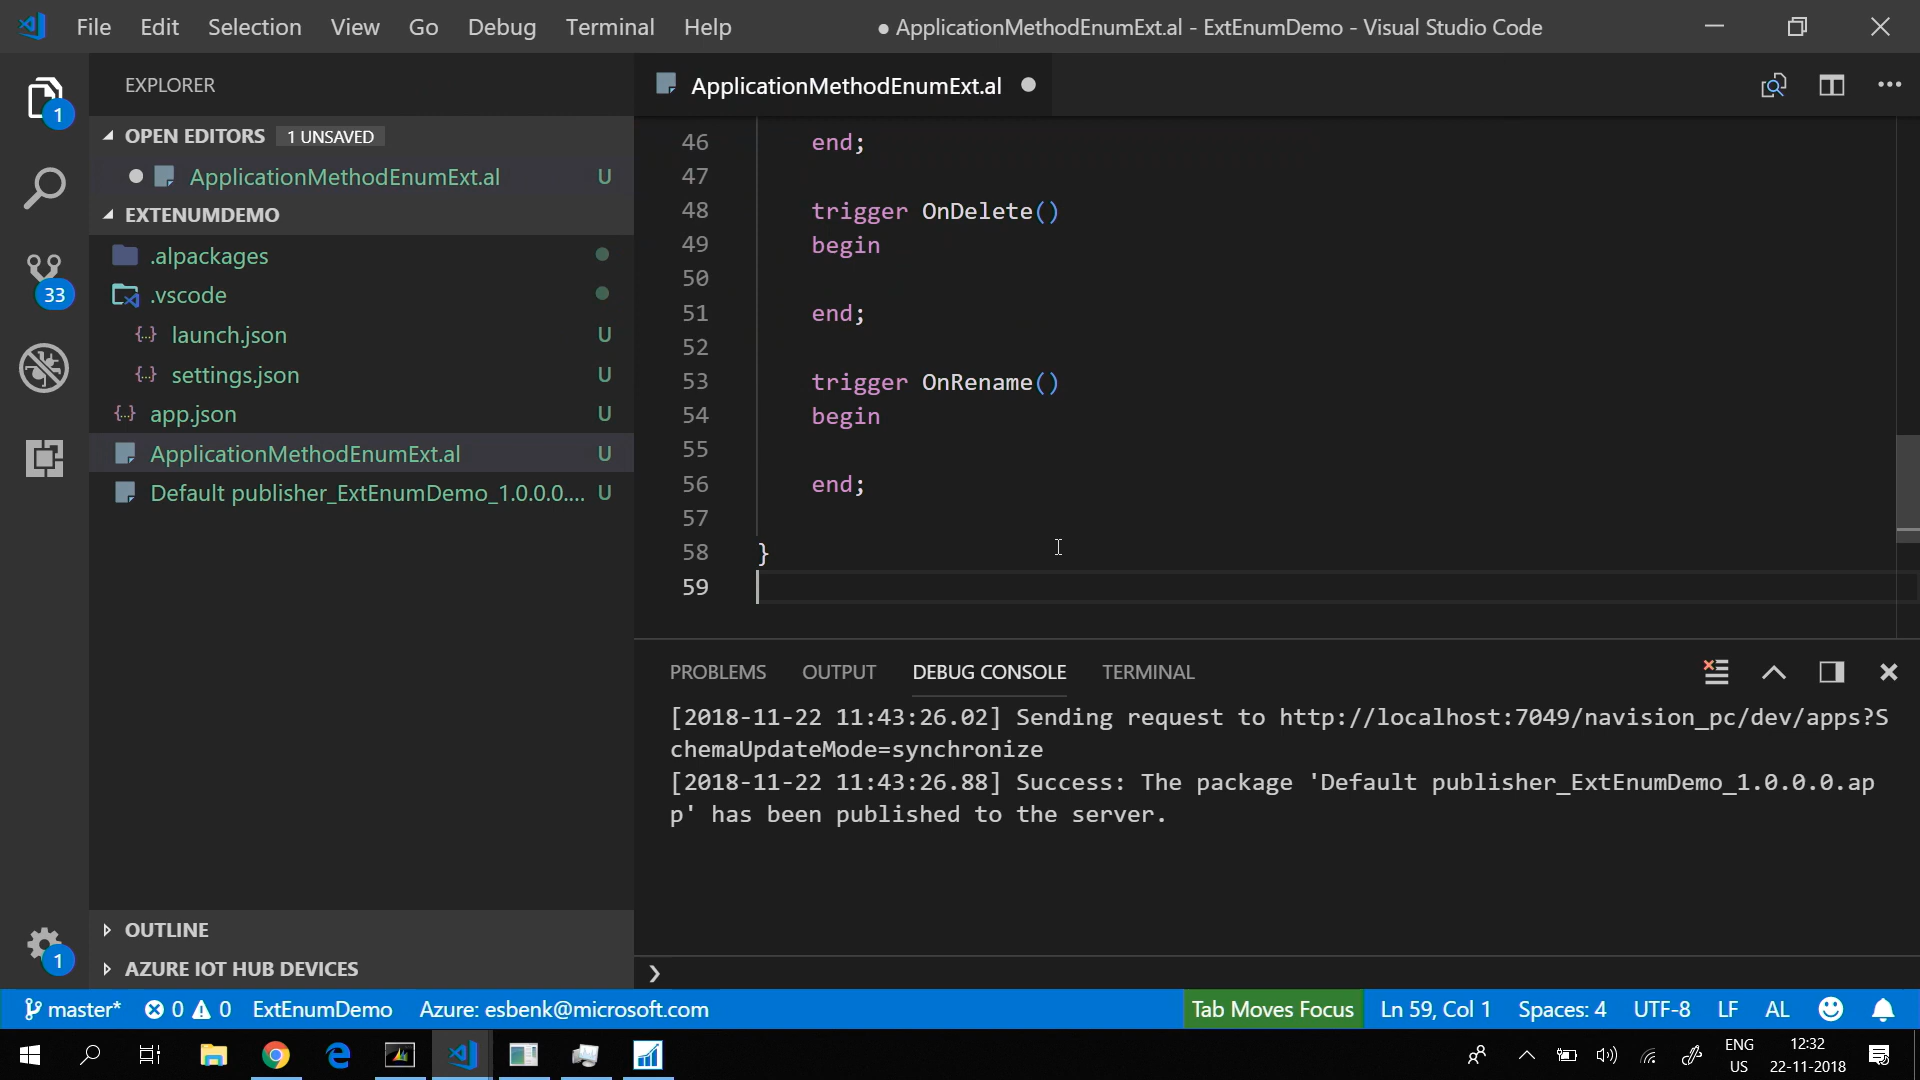 File Edit Selection View Go Debug Terminal Help
● ApplicationMethodEnumExt.al - ExtEnumDemo - Visual Studio Code
EXPLORER
OPEN EDITORS 1 UNSAVED
ApplicationMethodEnumExt.al U
EXTENUMDEMO
.alpackages
.vscode
launch.json U
settings.json U
app.json U
ApplicationMethodEnumExt.al U
Default publisher_ExtEnumDemo_1.0.0.0.... U
OUTLINE
AZURE IOT HUB DEVICES
1
33
1
ApplicationMethodEnumExt.al
46 end;
47
48 trigger OnDelete()
49 begin
50
51 end;
52
53 trigger OnRename()
54 begin
55
56 end;
57
58 }
59
PROBLEMS OUTPUT DEBUG CONSOLE TERMINAL
[2018-11-22 11:43:26.02] Sending request to http://localhost:7049/navision_pc/dev/apps?S
chemaUpdateMode=synchronize
[2018-11-22 11:43:26.88] Success: The package 'Default publisher_ExtEnumDemo_1.0.0.0.ap
p' has been published to the server.
master* 0 0 ExtEnumDemo Azure: esbenk@microsoft.com Tab Moves Focus Ln 59, Col 1 Spaces: 4 UTF-8 LF AL
ENG 12:32
US 22-11-2018